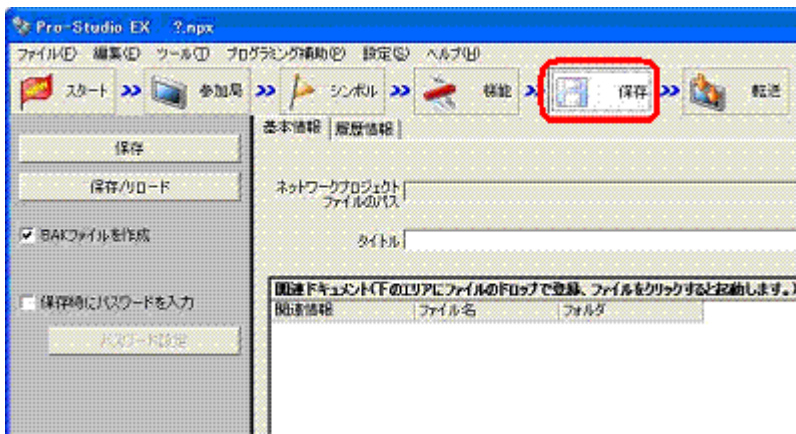 Pro-Studio EX ?.npx
ファイル(F) 編集(E) ツール(T) プログラミング補助(P) 設定(S) ヘルプ(H)
スタート >> 参加局 >> シンボル >> 機能 >> 保存 >> 転送
基本情報 履歴情報
保存
保存/リロード
ネットワークプロジェクト
ファイルのパス
BAKファイルを作成
タイトル
関連ドキュメント(下のエリアにファイルのドロップで登録、ファイルをクリックすると起動します。)
保存時にパスワードを入力
関連情報 ファイル名 フォルダ
パスワード設定